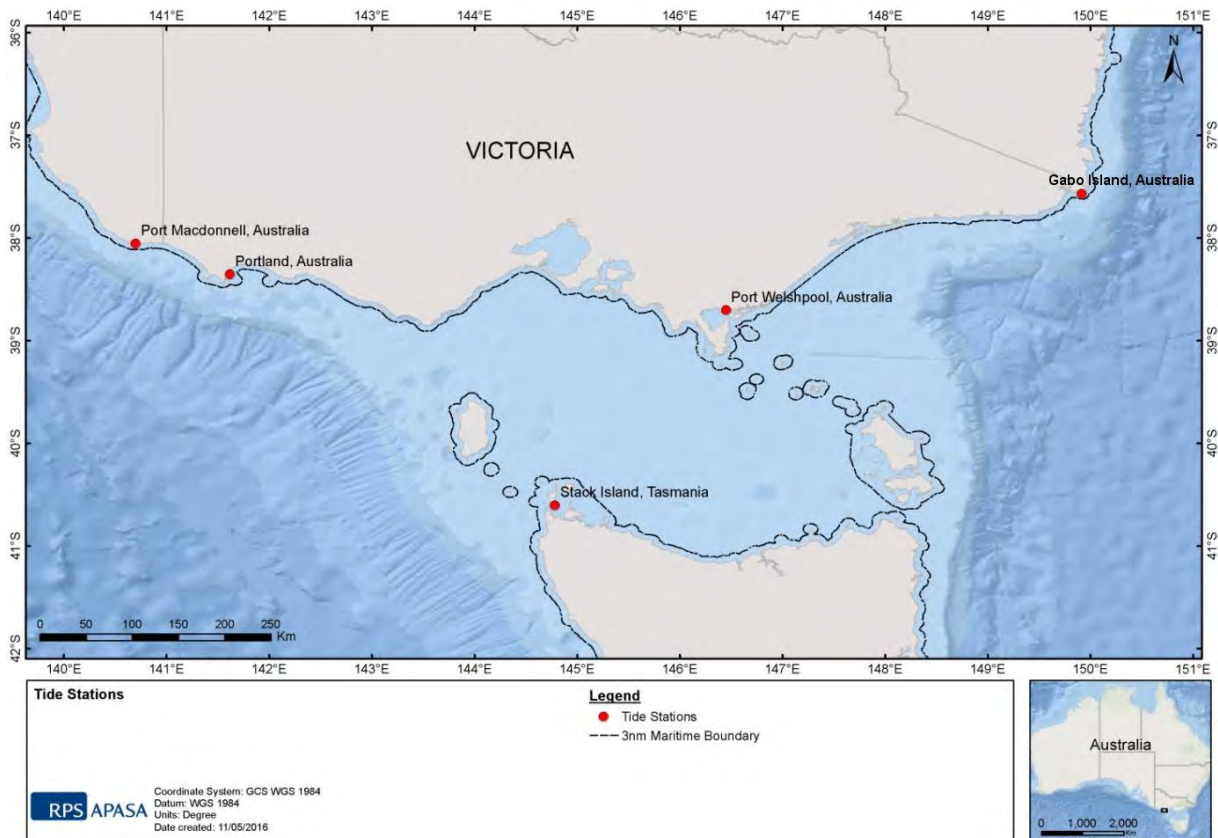 140°E 141°E 142°E 143°E 144°E 145°E 146°E 147°E 148°E 149°E 150°E 151°E
36°S 36°S
N
37°S 37°S
VICTORIA
Gabo Island, Australia
Port Macdonnell, Australia
38°S 38°S
Portland, Australia
Port Welshpool, Australia
39°S 39°S
40°S 40°S
Stack Island, Tasmania
41°S 41°S
0 50 100 150 200 250
Km
42°S 42°S
140°E 141°E 142°E 143°E 144°E 145°E 146°E 147°E 148°E 149°E 150°E 151°E
Tide Stations
Legend
Tide Stations
3nm Maritime Boundary
RPS APASA
Coordinate System: GCS WGS 1984
Datum: WGS 1984
Units: Degree
Date created: 11/05/2016
Australia
0 1,000 2,000
Km